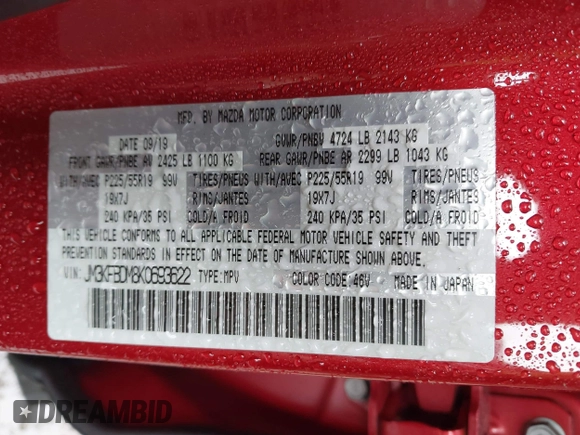 MFD. BY MAZDA MOTOR CORPORATION
DATE 09/19 GVWR/PNBV 4724 LB 2143 KG
FRONT GAWR/PNBE AV 2425 LB 1100 KG REAR GAWR/PNBE AR 2299 LB 1043 KG
WITH/AVEC P225/55R19 99V TIRES/PNEUS WITH/AVEC P225/55R19 99V TIRES/PNEUS
19X7J RIMS/JANTES 19X7J RIMS/JANTES
240 KPA/35 PSI COLD/A FROID 240 KPA/35 PSI COLD/A FROID
THIS VEHICLE CONFORMS TO ALL APPLICABLE FEDERAL MOTOR VEHICLE SAFETY AND THEFT PREVENTION
STANDARDS IN EFFECT ON THE DATE OF MANUFACTURE SHOWN ABOVE.
VIN: JM3KFBDM8K0693622 TYPE: MPV COLOR CODE: 46V MADE IN JAPAN
DREAMBID